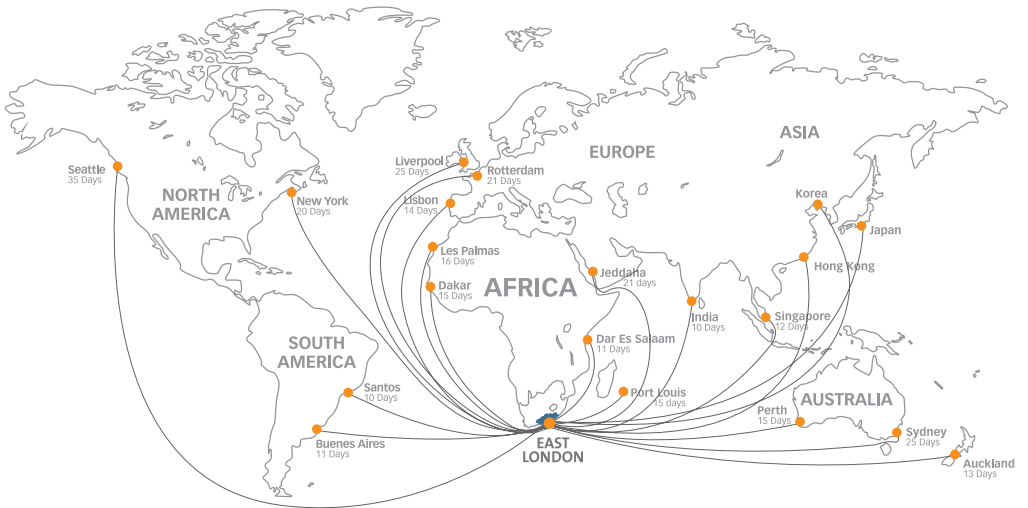 ASIA
EUROPE
Liverpool
25 Days
Rotterdam
21 Days
Seattle
35 Days
NORTH
AMERICA
New York
20 Days
Lisbon
14 Days
Korea
Japan
Les Palmas
16 Days
Hong Kong
AFRICA
Jeddaha
21 days
Dakar
15 Days
India
10 Days
Singapore
12 Days
SOUTH
AMERICA
Dar Es Salaam
11 Days
Santos
10 Days
Port Louis
15 days
AUSTRALIA
Perth
15 Days
Buenes Aires
11 Days
EAST
LONDON
Sydney
25 Days
Auckland
13 Days